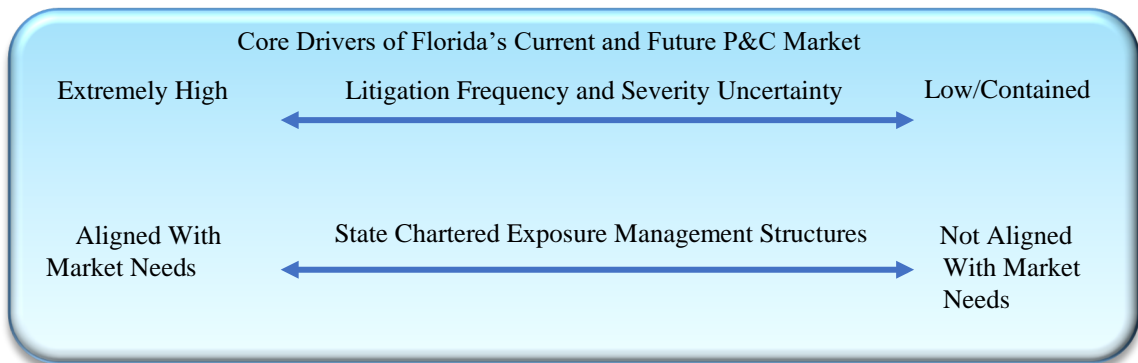 Core Drivers of Florida’s Current and Future P&C Market
Extremely High
Litigation Frequency and Severity Uncertainty
Low/Contained
Aligned With
Market Needs
State Chartered Exposure Management Structures
Not Aligned
With Market
Needs